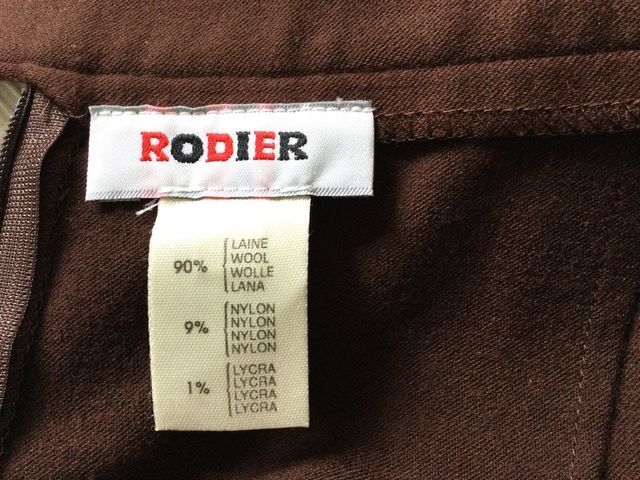 RODIER
90% LAINE
WOOL
WOLLE
LANA
9% NYLON
NYLON
NYLON
NYLON
1% LYCRA
LYCRA
LYCRA
LYCRA